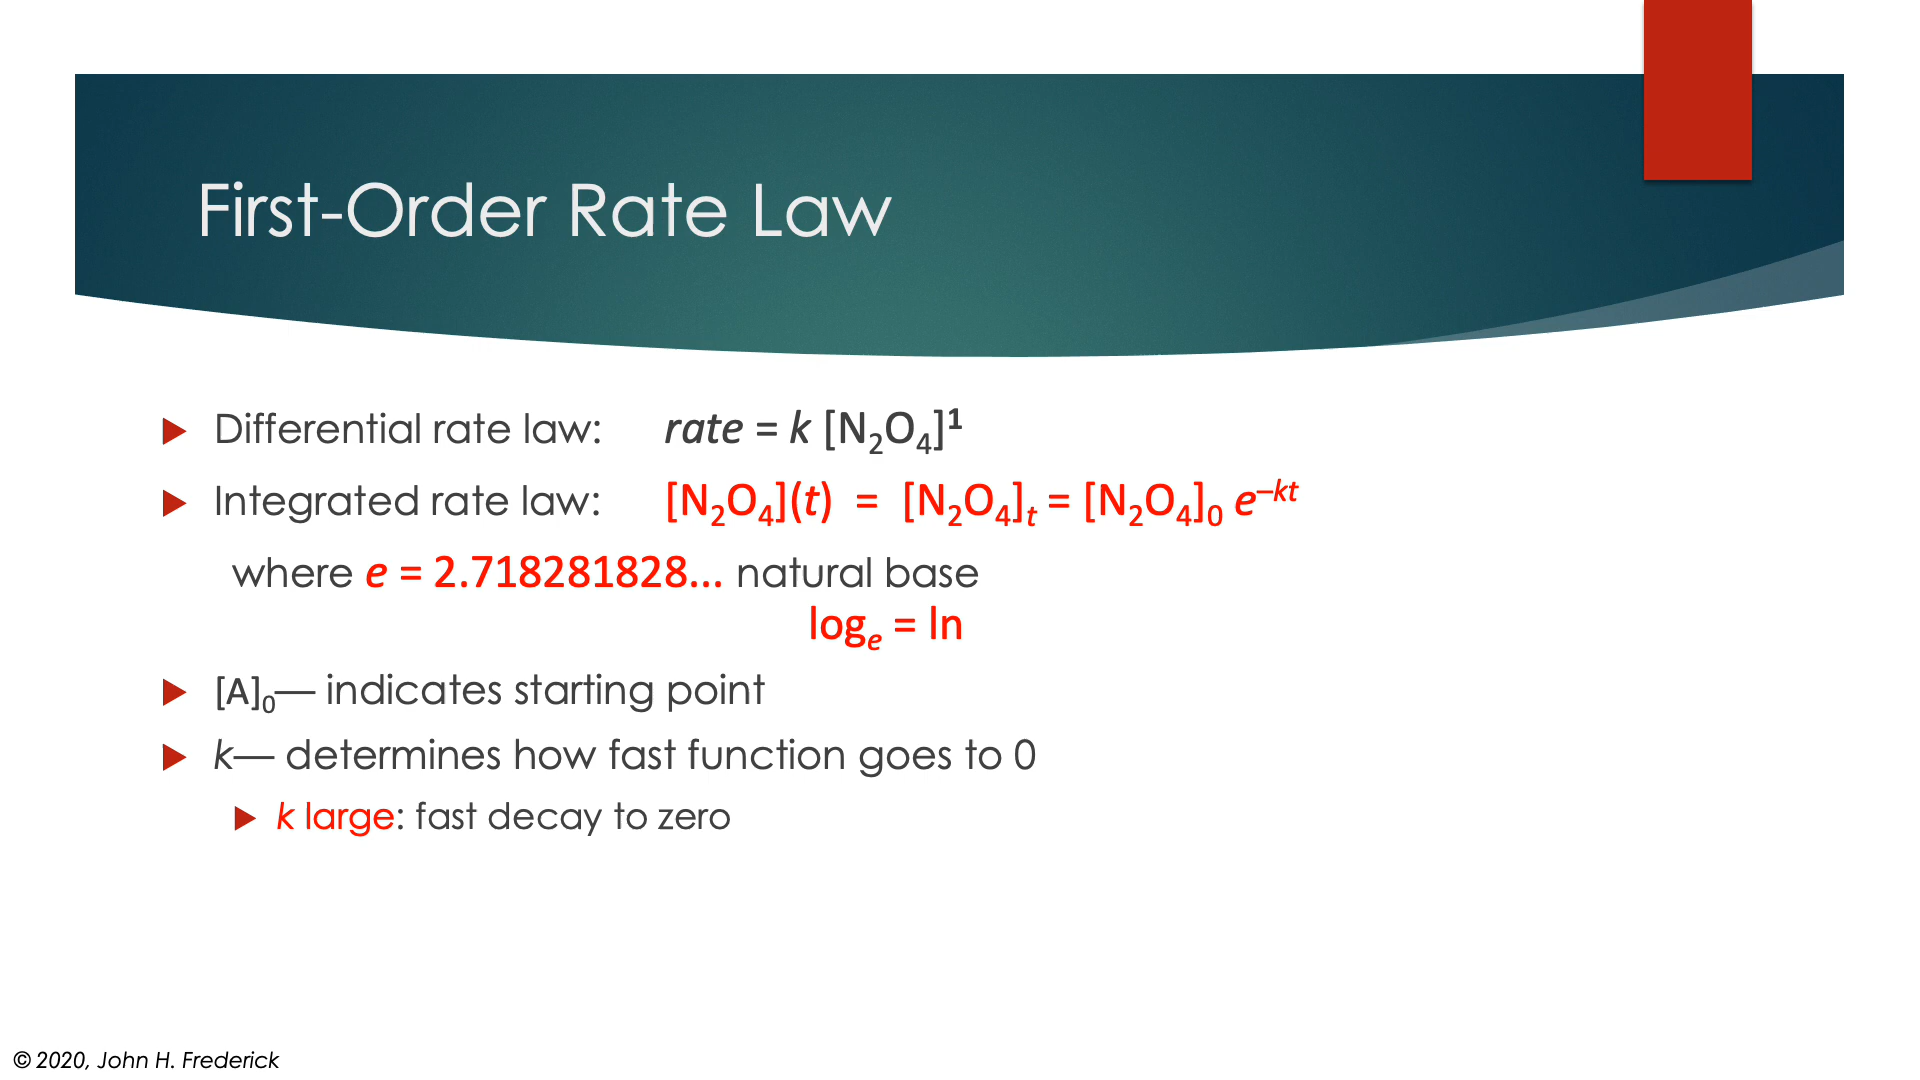 First-Order Rate Law
Differential rate law: rate = k [N₂O₄]¹
Integrated rate law: [N₂O₄](t) = [N₂O₄]ₜ = [N₂O₄]₀ e⁻ᵏᵗ
where e = 2.718281828... natural base
logₑ = ln
[A]₀— indicates starting point
k— determines how fast function goes to 0
k large: fast decay to zero
© 2020, John H. Frederick